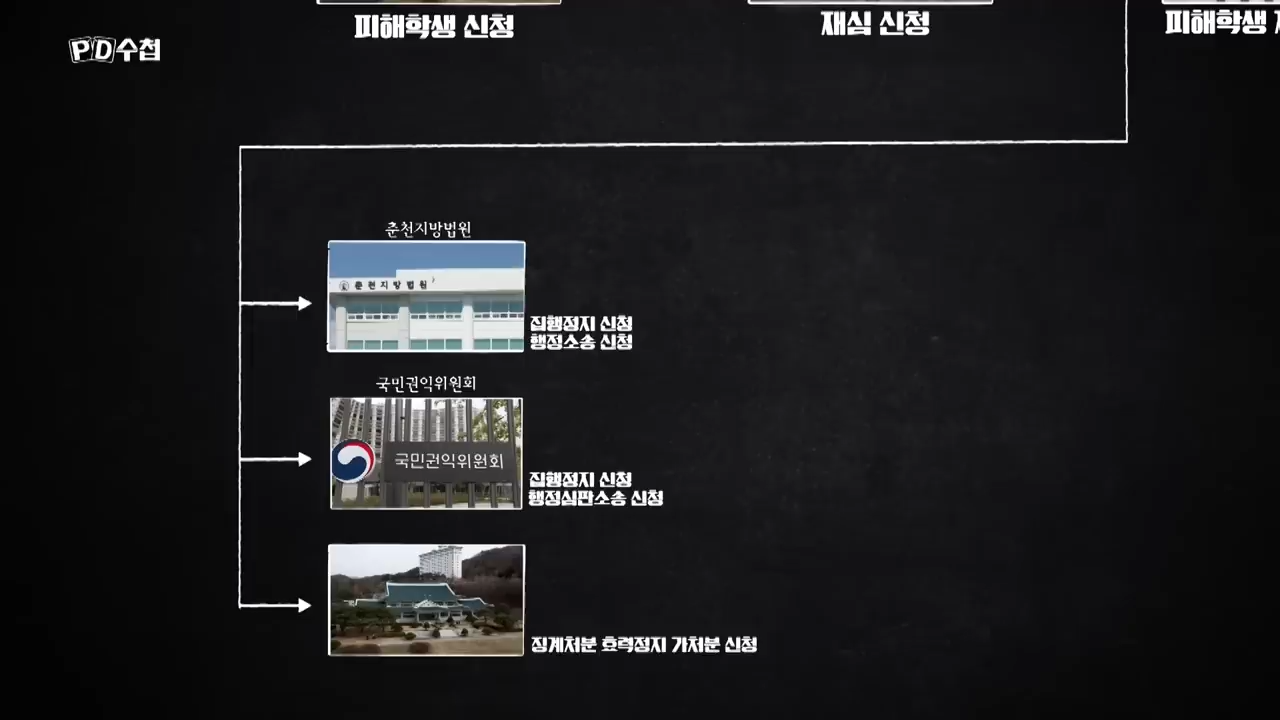 피해학생 신청
재심 신청
피해학생
PD수첩
춘천지방법원
춘천지방법원
집행정지 신청
행정소송 신청
국민권익위원회
국민권익위원회
집행정지 신청
행정심판소송 신청
징계처분 효력정지 가처분 신청